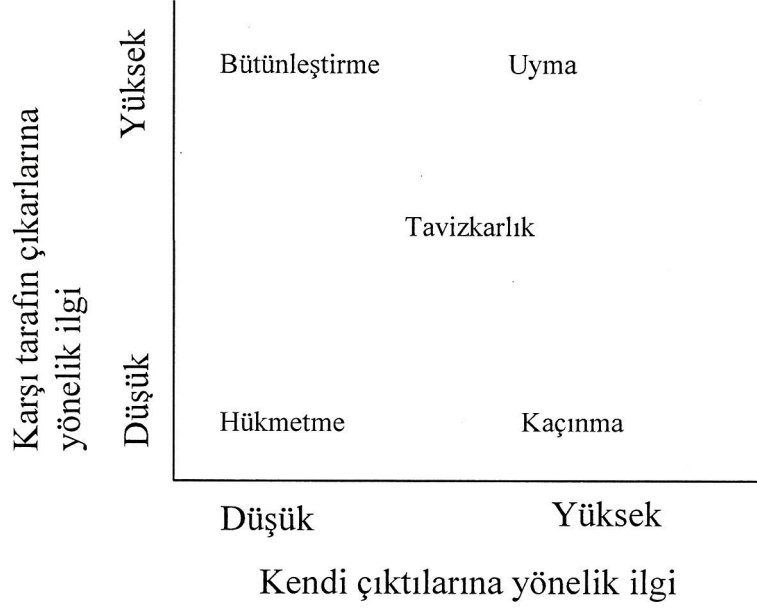 Karşı tarafın çıkarlarına
yönelik ilgi
Yüksek
Düşük
Bütünleştirme
Uyma
Tavizkarlık
Hükmetme
Kaçınma
Düşük
Yüksek
Kendi çıktılarına yönelik ilgi